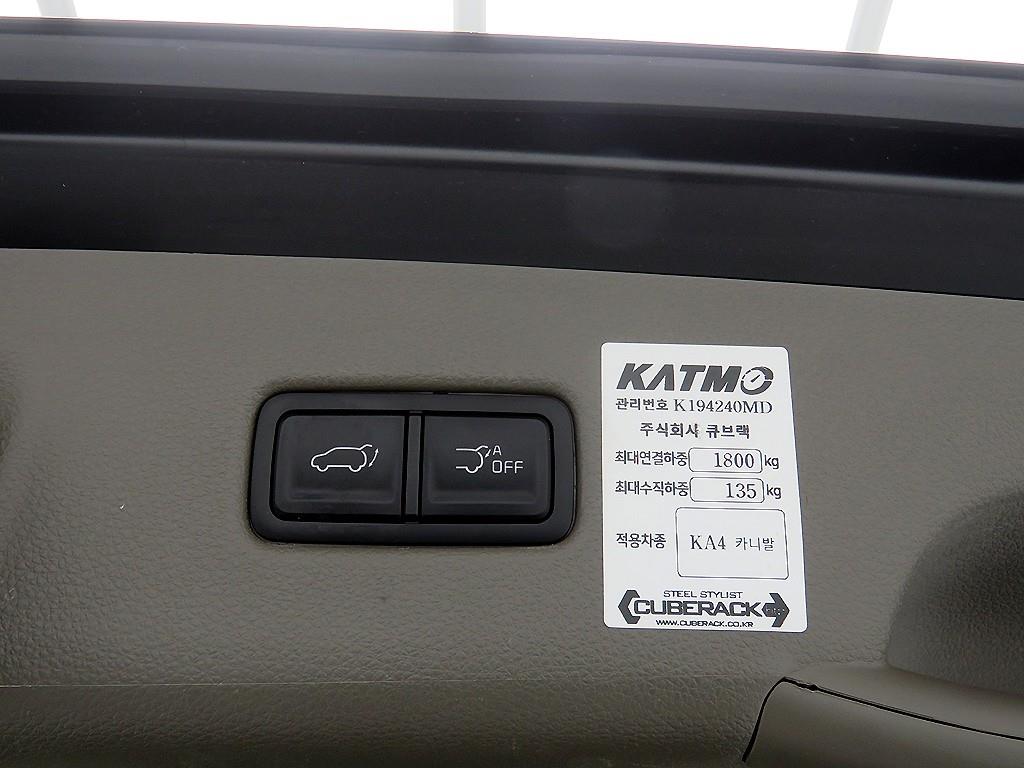 A
OFF
KATMO
관리번호 K194240MD
주식회사 큐브랙
최대연결하중 1800 kg
최대수직하중 135 kg
적용차종 KA4 카니발
STEEL STYLIST
CUBERACK
WWW.CUBERACK.CO.KR